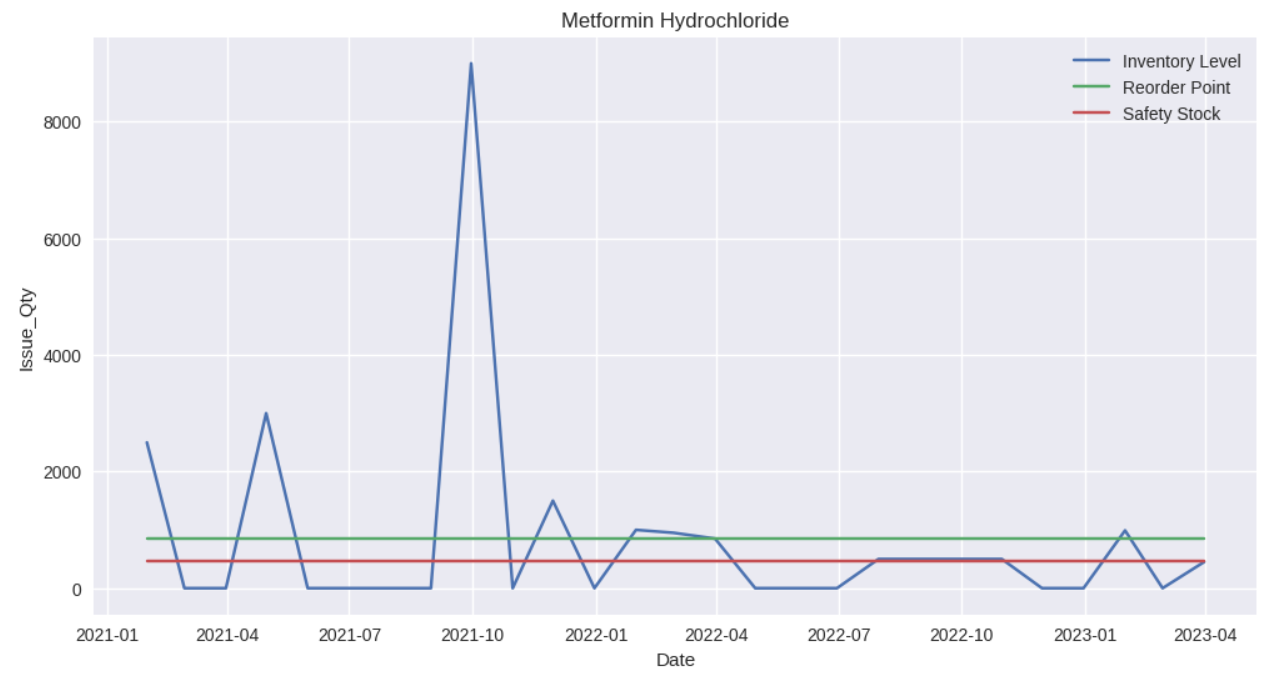 Metformin Hydrochloride
Inventory Level
Reorder Point
Safety Stock
8000
6000
4000
2000
0
Issue_Qty
2021-01 2021-04 2021-07 2021-10 2022-01 2022-04 2022-07 2022-10 2023-01 2023-04
Date